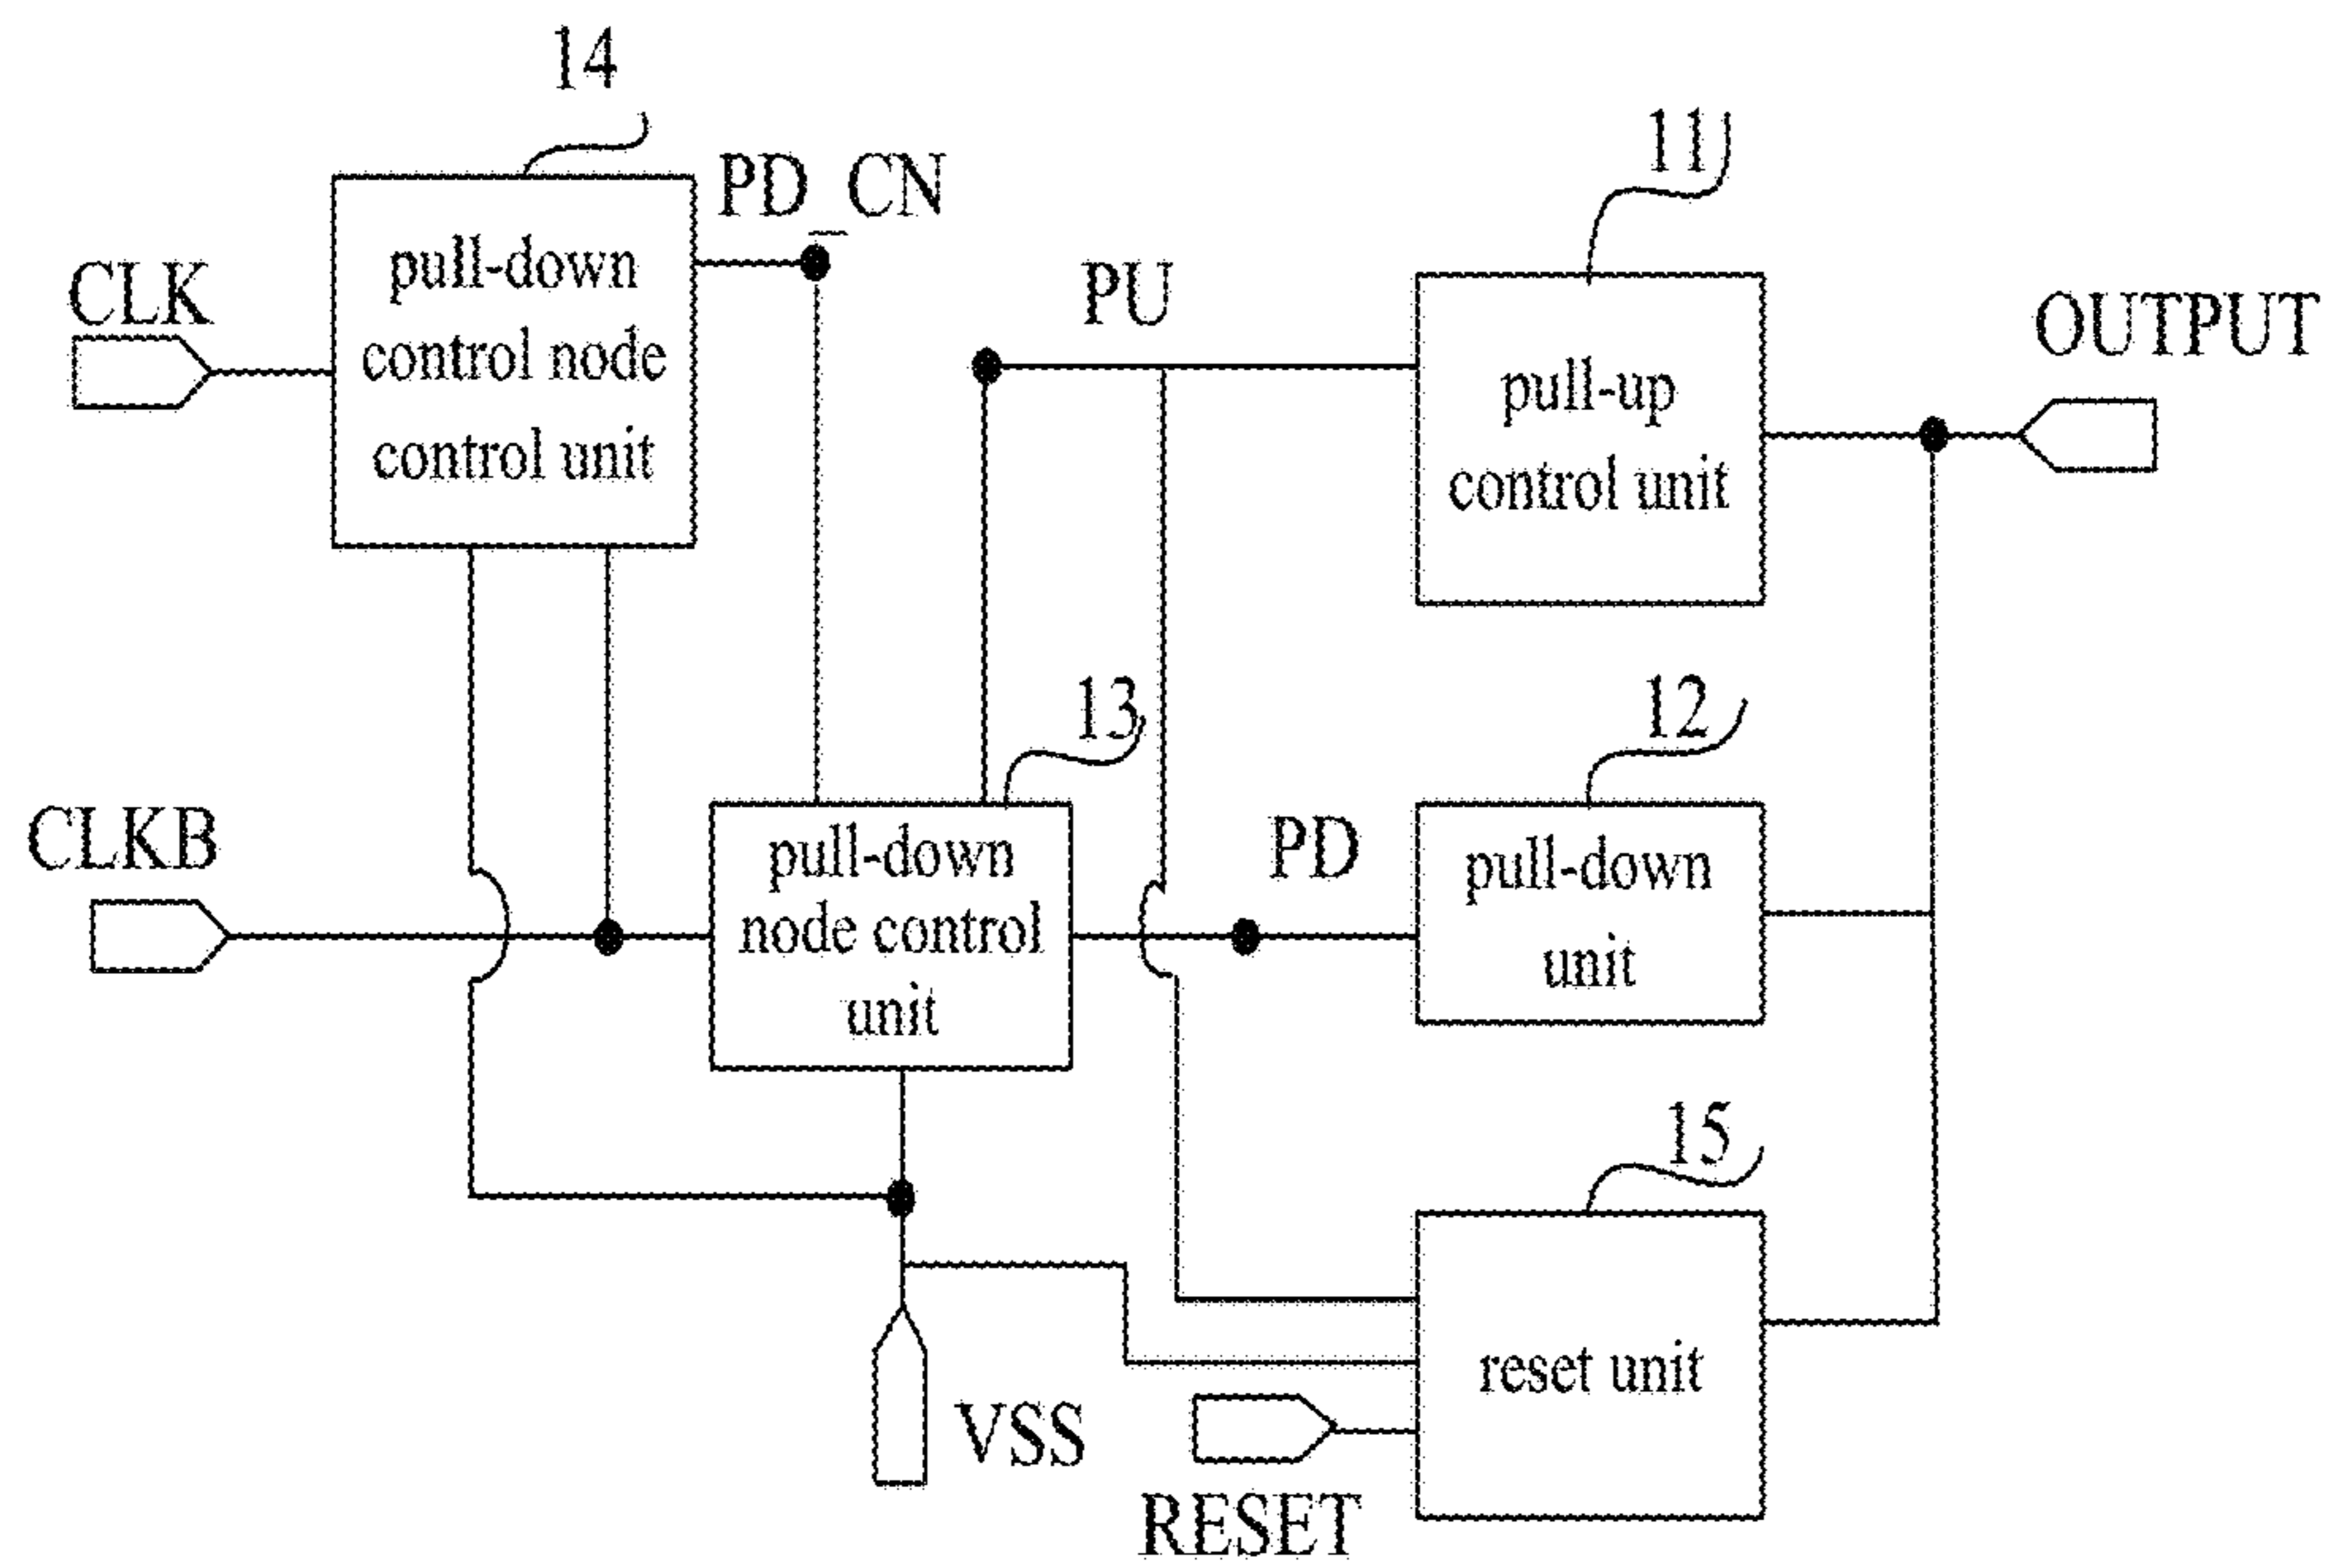 14
11
PD_CN
pull-down
control node
control unit
CLK
PU
pull-up
control unit
OUTPUT
13
12
CLKB
pull-down
node control
unit
PD
pull-down
unit
15
reset unit
VSS
RESET